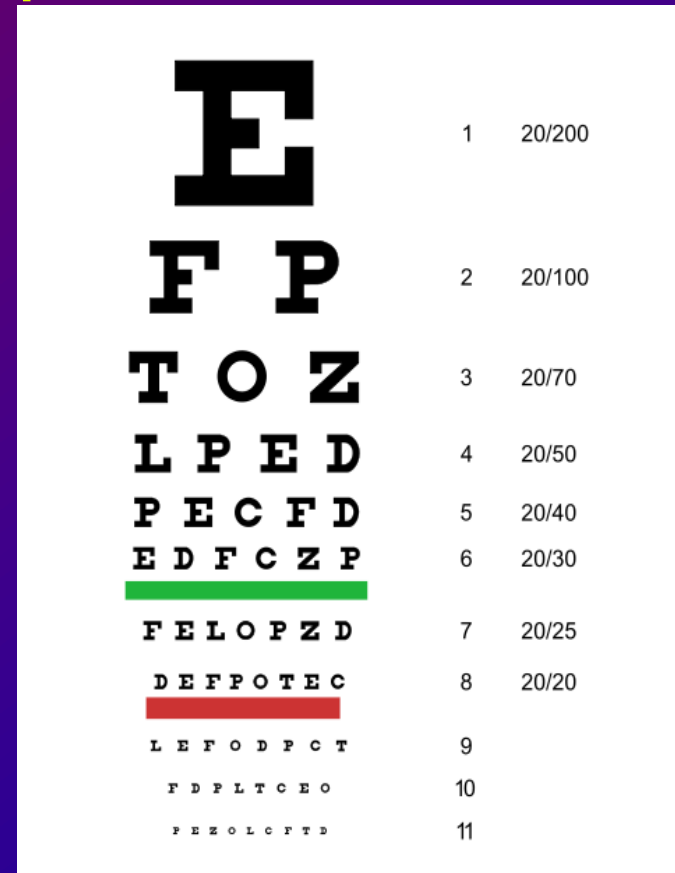 E 1 20/200
F P 2 20/100
T O Z 3 20/70
L P E D 4 20/50
P E C F D 5 20/40
E D F C Z P 6 20/30
F E L O P Z D 7 20/25
D E F P O T E C 8 20/20
L E F O D P C T 9
F D P L T C E O 10
P E Z O L C F T D 11